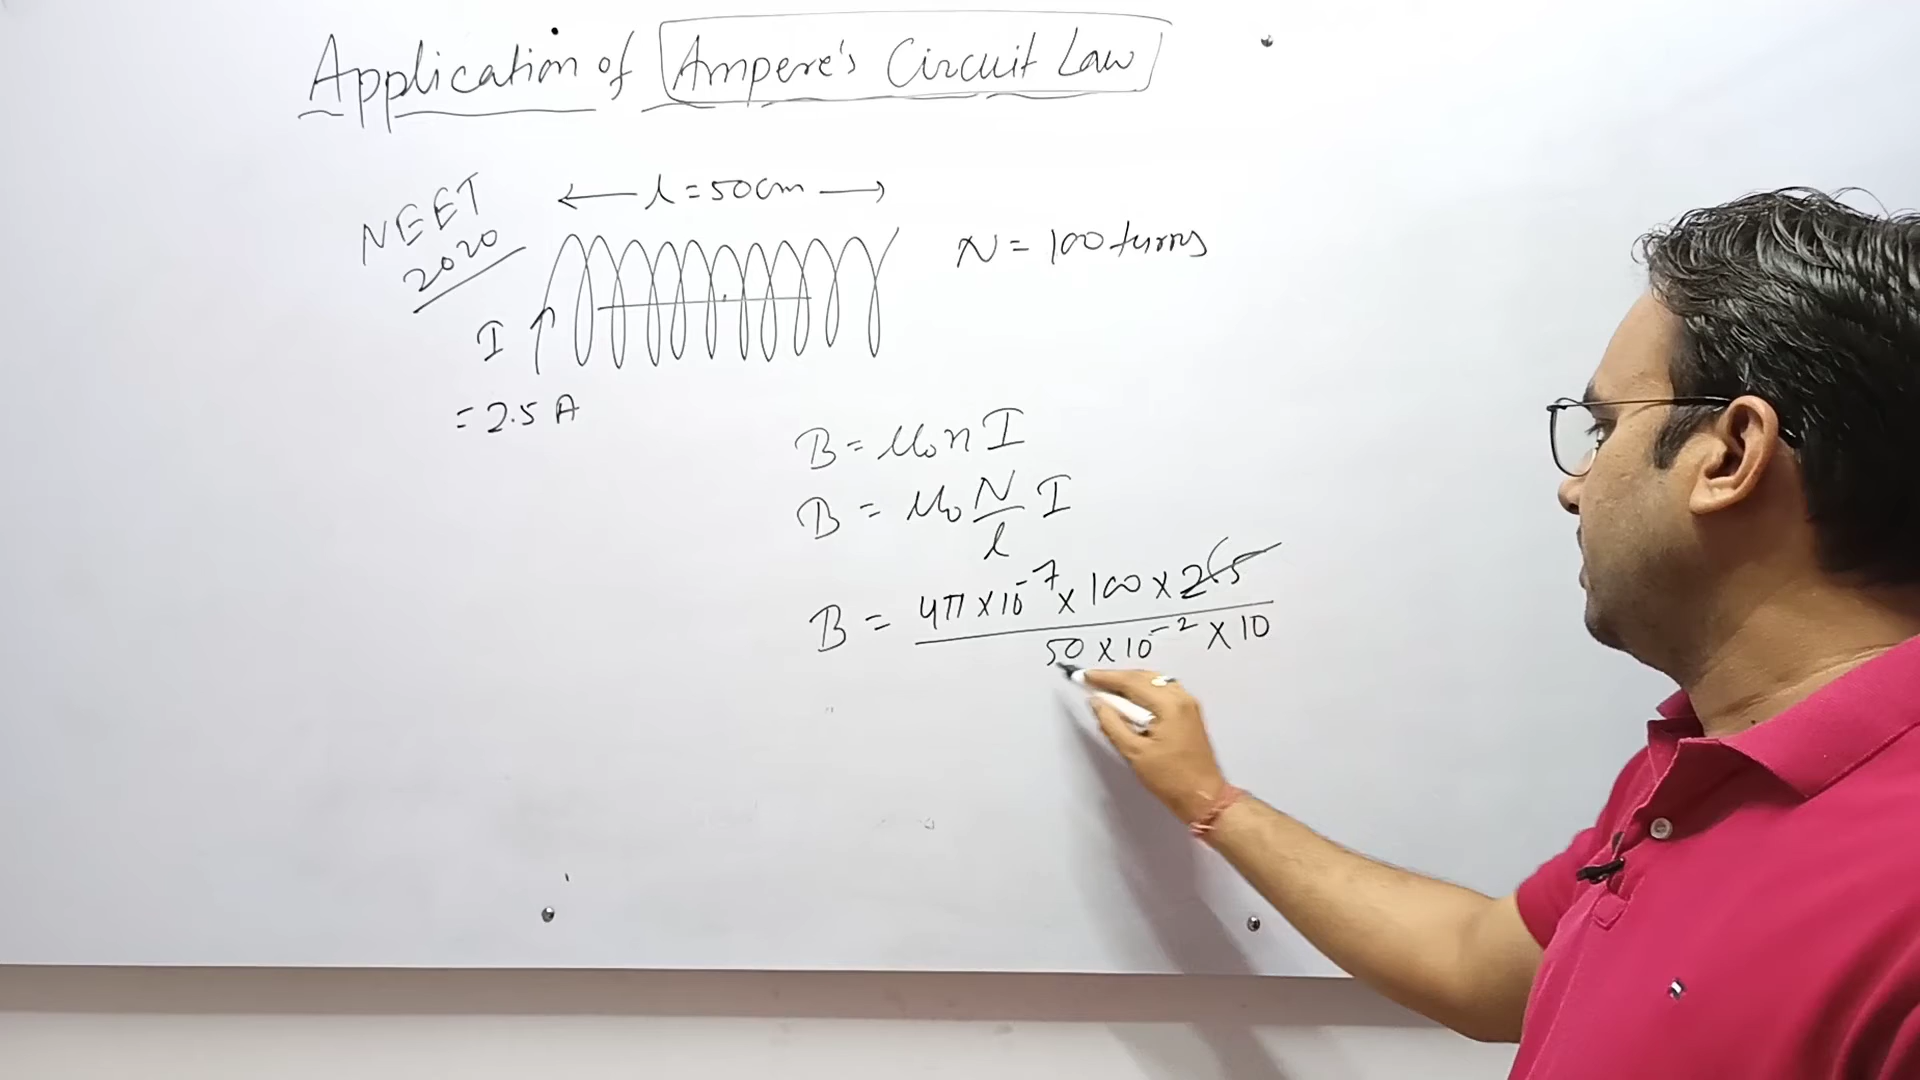 Application of Ampere's Circuit Law
NEET
2020
l = 50cm
N = 100 turns
I
= 2.5 A
B = μ₀ n I
B = μ₀ N/l I
B = 4π × 10⁻⁷ × 100 × 25
50 × 10⁻² × 10